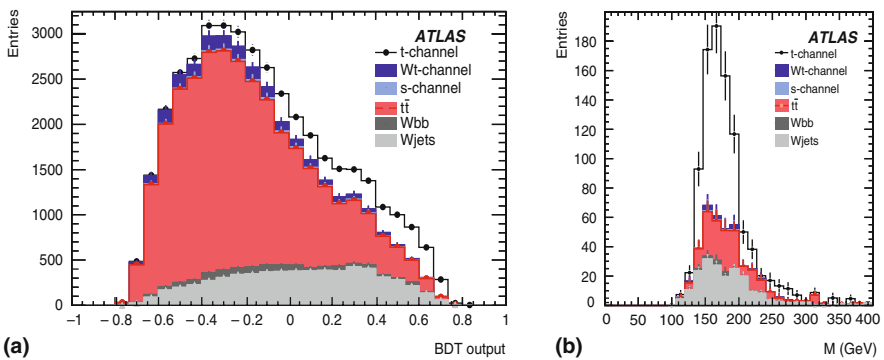 Entries
3000
2500
2000
1500
1000
500
0
−1
−0.8
−0.6
−0.4
−0.2
0
0.2
0.4
0.6
0.8
1
ATLAS
t-channel
Wt-channel
s-channel
tt̄
Wbb
Wjets
(a)
BDT output
Entries
180
160
140
120
100
80
60
40
20
0
0
50
100
150
200
250
300
350
400
ATLAS
t-channel
Wt-channel
s-channel
tt̄
Wbb
Wjets
(b)
M (GeV)